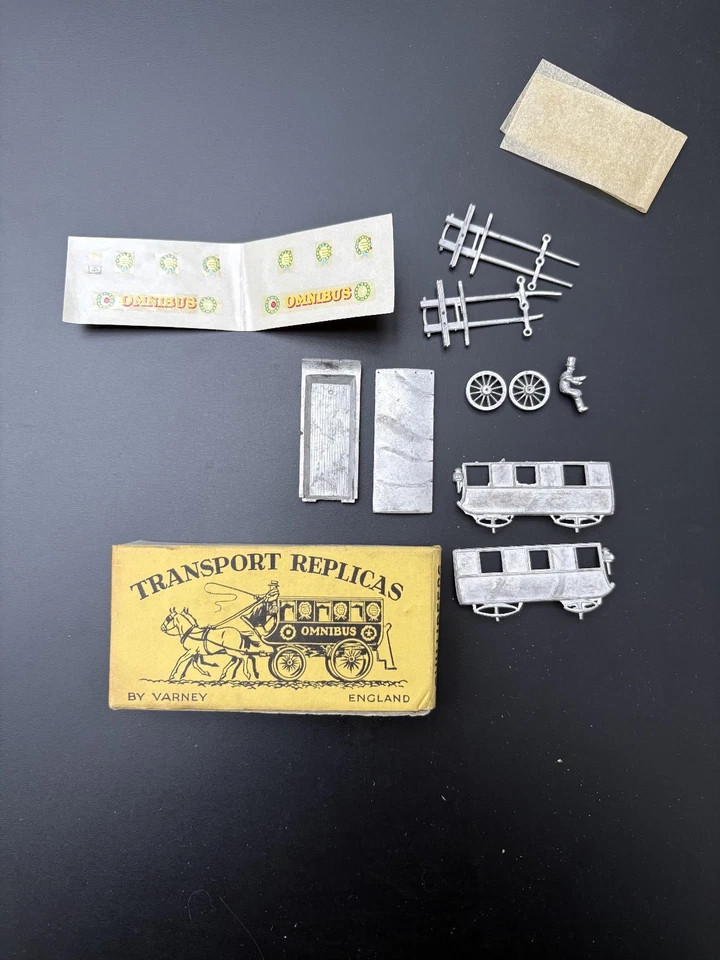 OMNIBUS
OMNIBUS
TRANSPORT REPLICAS
OMNIBUS
BY VARNEY
ENGLAND